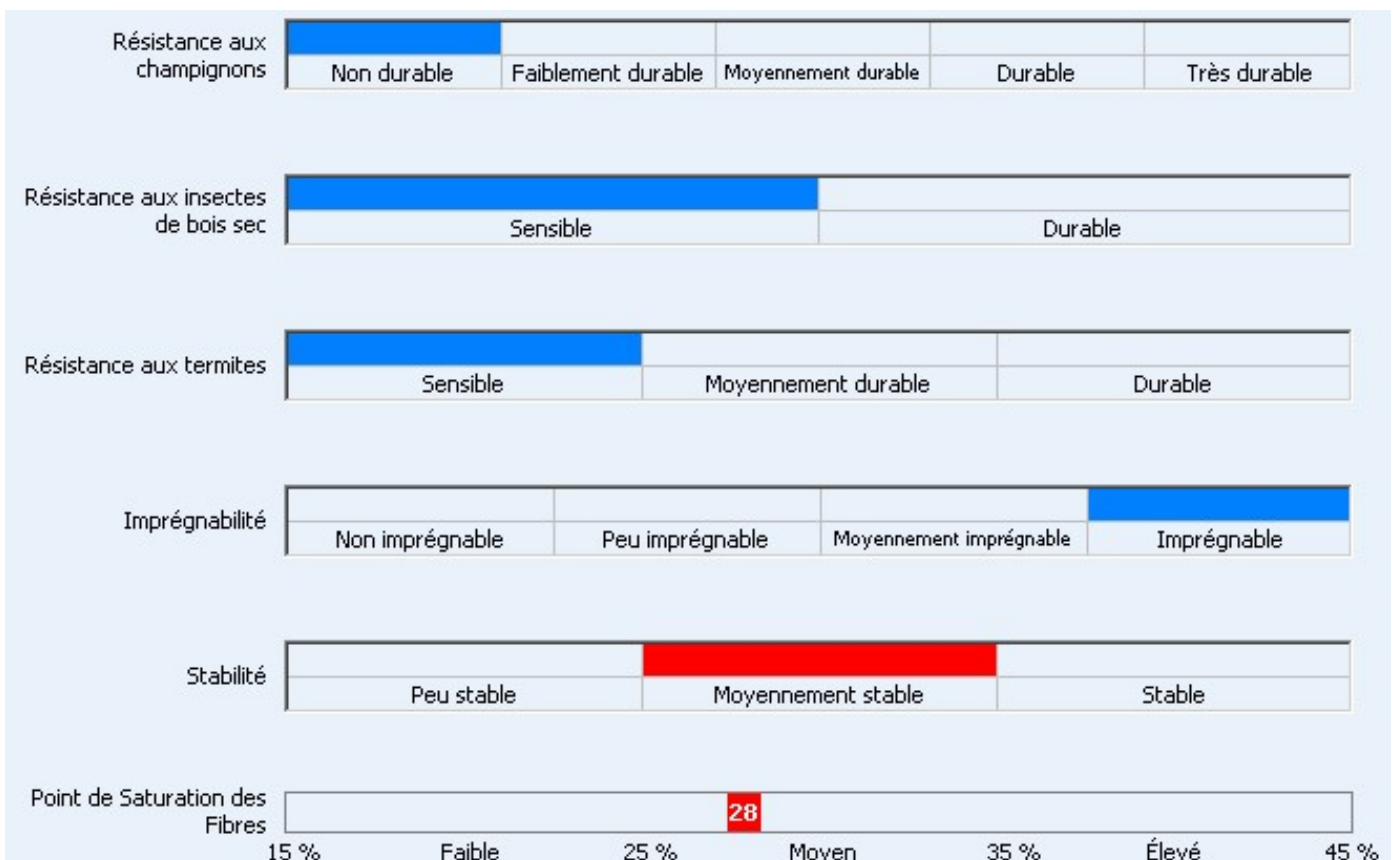 Résistance aux
champignons
Non durable Faiblement durable Moyennement durable Durable Très durable
Résistance aux insectes
de bois sec
Sensible Durable
Résistance aux termites
Sensible Moyennement durable Durable
Imprégnabilité
Non imprégnable Peu imprégnable Moyennement imprégnable Imprégnable
Stabilité
Peu stable Moyennement stable Stable
Point de Saturation des
Fibres
28
15 % Faible 25 % Moyen 35 % Élevé 45 %